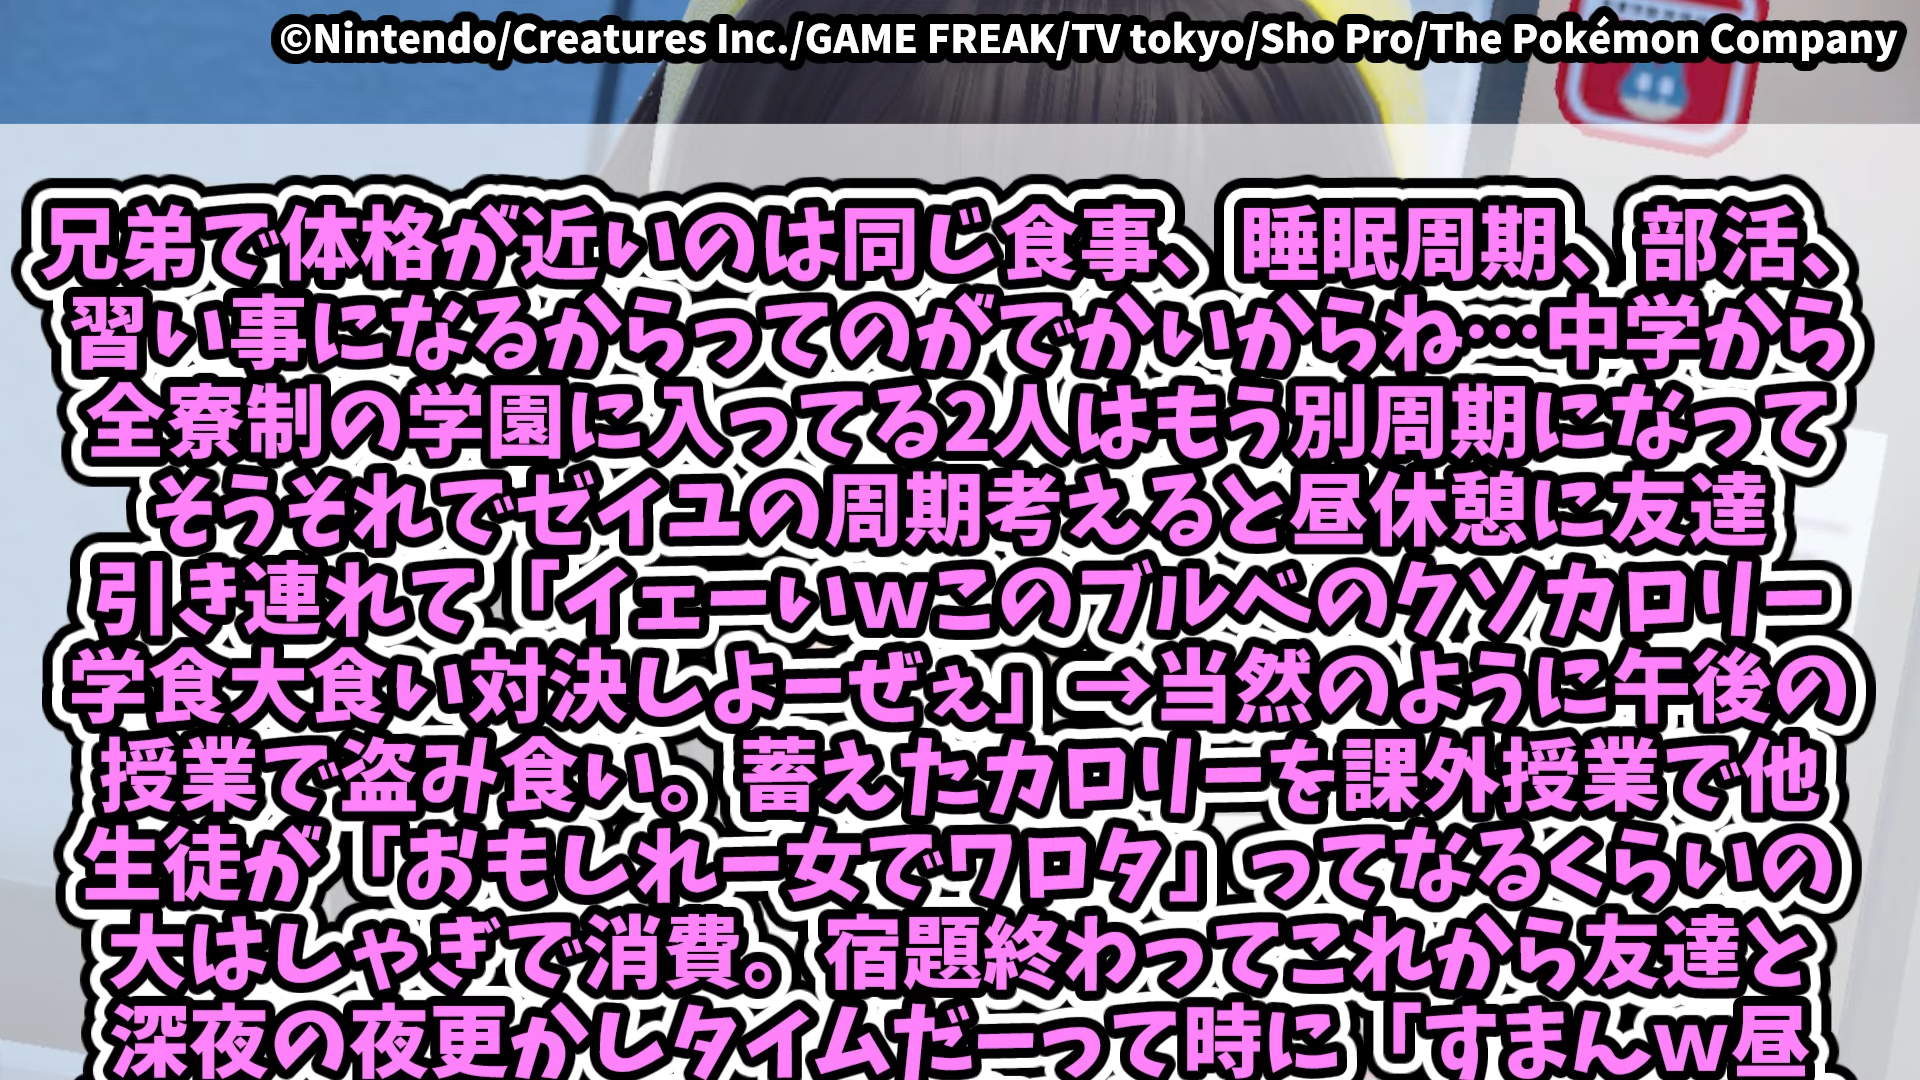 ©Nintendo/Creatures Inc./GAME FREAK/TV tokyo/Sho Pro/The Pokémon Company
兄弟で体格が近いのは同じ食事、睡眠周期、部活、
習い事になるからってのがでかいからね…中学から
全寮制の学園に入ってる2人はもう別周期になって
そうそれでゼイユの周期考えると昼休憩に友達
引き連れて「イェーいwこのブルベのクソカロリー
学食大食い対決しよーぜぇ」→当然のように午後の
授業で盗み食い。蓄えたカロリーを課外授業で他
生徒が「おもしれー女でワロタ」ってなるくらいの
大はしゃぎで消費。宿題終わってこれから友達と
深夜の夜更かしタイムだーって時に「すまんw昼